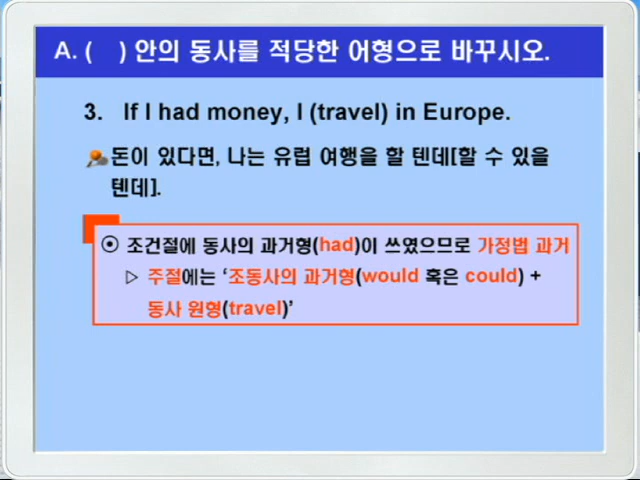 A. (   ) 안의 동사를 적당한 어형으로 바꾸시오.
3. If I had money, I (travel) in Europe.
돈이 있다면, 나는 유럽 여행을 할 텐데[할 수 있을
텐데].
⊙ 조건절에 동사의 과거형(had)이 쓰였으므로 가정법 과거
▷ 주절에는 ‘조동사의 과거형(would 혹은 could) +
동사 원형(travel)’